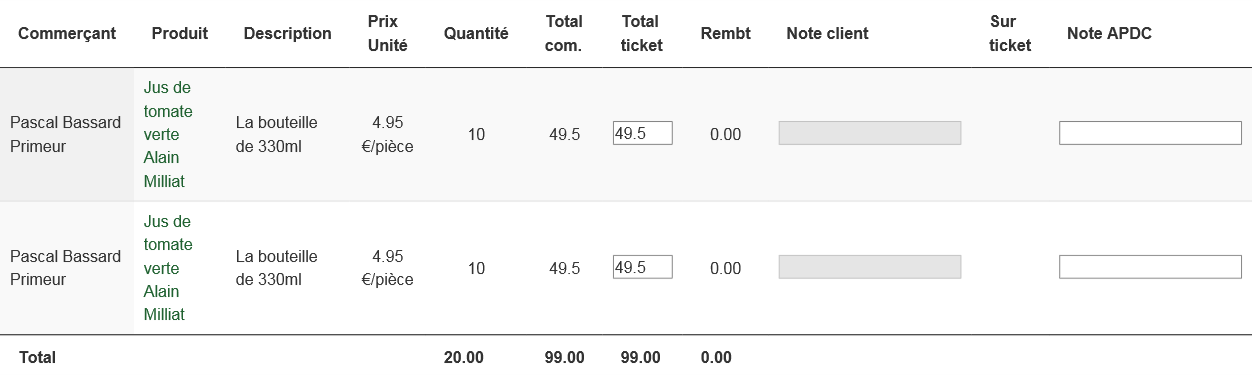 Commerçant Produit Description Prix Unité Quantité Total com. Total ticket Rembt Note client Sur ticket Note APDC
Pascal Bassard Primeur Jus de tomate verte Alain Milliat La bouteille de 330ml 4.95 €/pièce 10 49.5 49.5 0.00
Pascal Bassard Primeur Jus de tomate verte Alain Milliat La bouteille de 330ml 4.95 €/pièce 10 49.5 49.5 0.00
Total 20.00 99.00 99.00 0.00